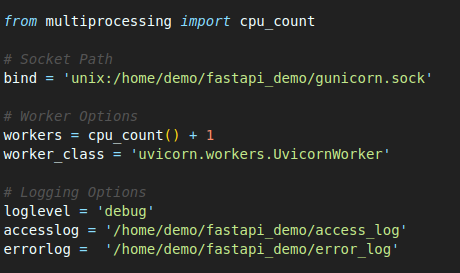 from multiprocessing import cpu_count
# Socket Path
bind = 'unix:/home/demo/fastapi_demo/gunicorn.sock'
# Worker Options
workers = cpu_count() + 1
worker_class = 'uvicorn.workers.UvicornWorker'
# Logging Options
loglevel = 'debug'
accesslog = '/home/demo/fastapi_demo/access_log'
errorlog =  '/home/demo/fastapi_demo/error_log'